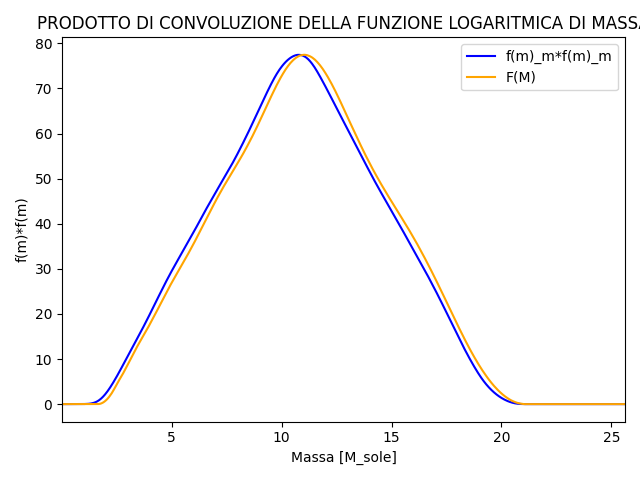 PRODOTTO DI CONVOLUZIONE DELLA FUNZIONE LOGARITMICA DI MASSA
f(m)_m*f(m)_m
F(M)
80
70
60
50
40
30
20
10
0
f(m)*f(m)
5
10
15
20
25
Massa [M_sole]